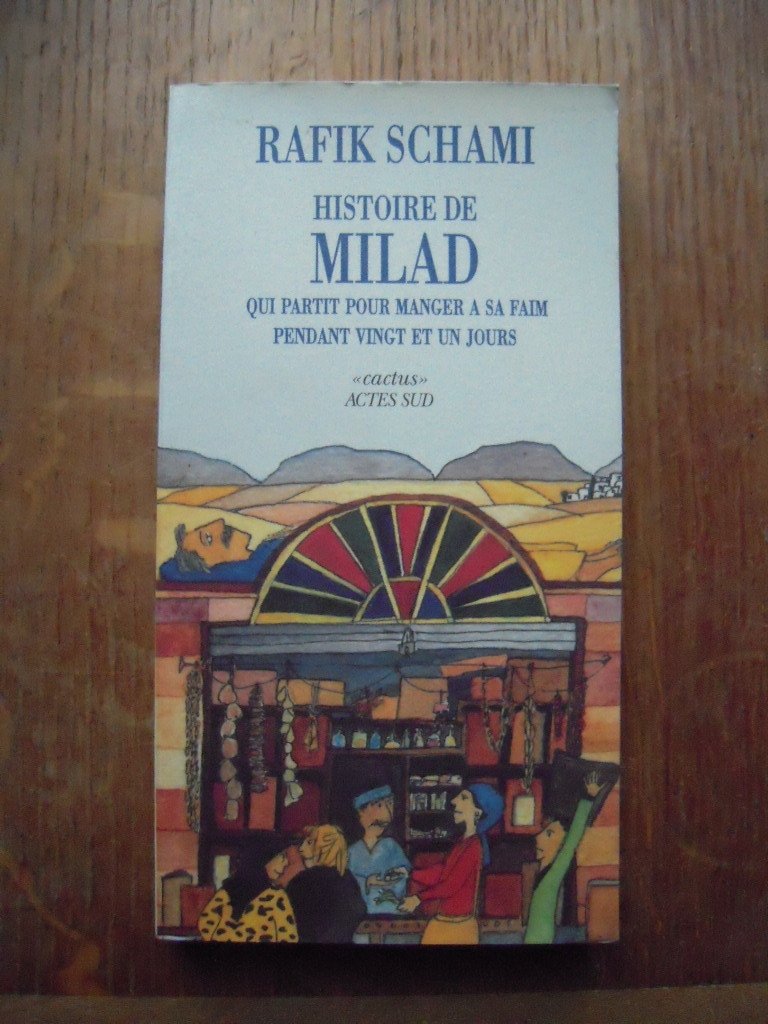 RAFIK SCHAMI
HISTOIRE DE
MILAD
QUI PARTIT POUR MANGER A SA FAIM
PENDANT VINGT ET UN JOURS
«cactus»
ACTES SUD